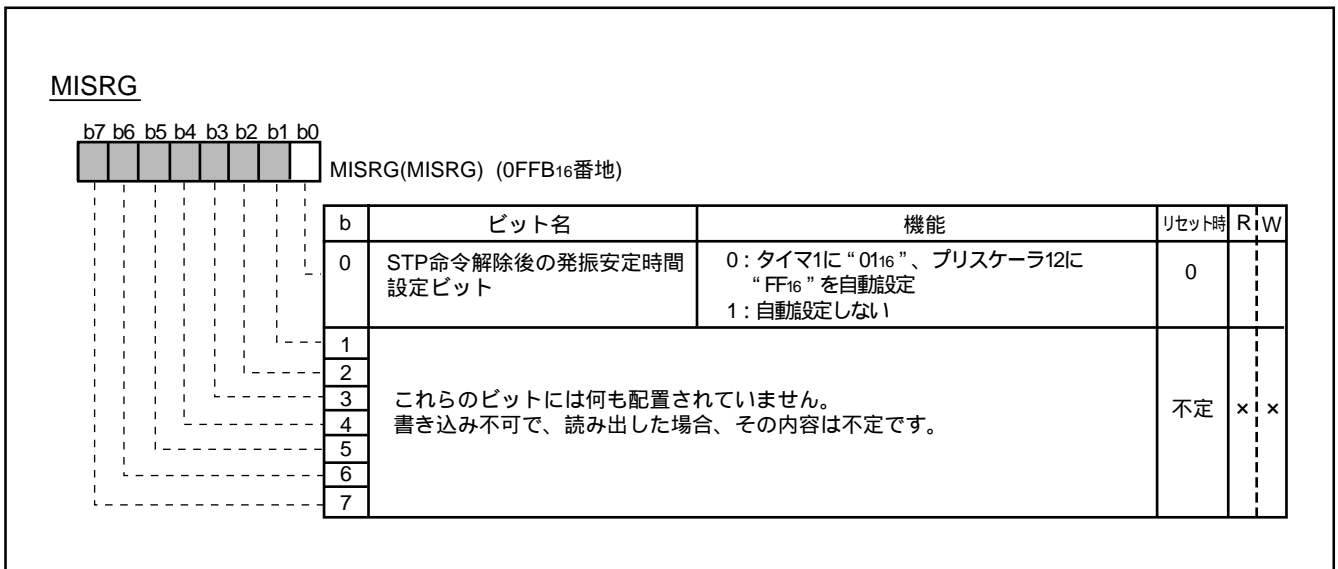 MISRG
b7 b6 b5 b4 b3 b2 b1 b0
MISRG(MISRG) (0FFB16番地)
b ビット名 機能 リセット時 R W
0 STP命令解除後の発振安定時間設定ビット 0:タイマ1に“0116”、プリスケーラ12に
“FF16”を自動設定
1:自動設定しない 0
1
2
3
4
5
6
7
これらのビットには何も配置されていません。
書き込み不可で、読み出した場合、その内容は不定です。
不定 × ×